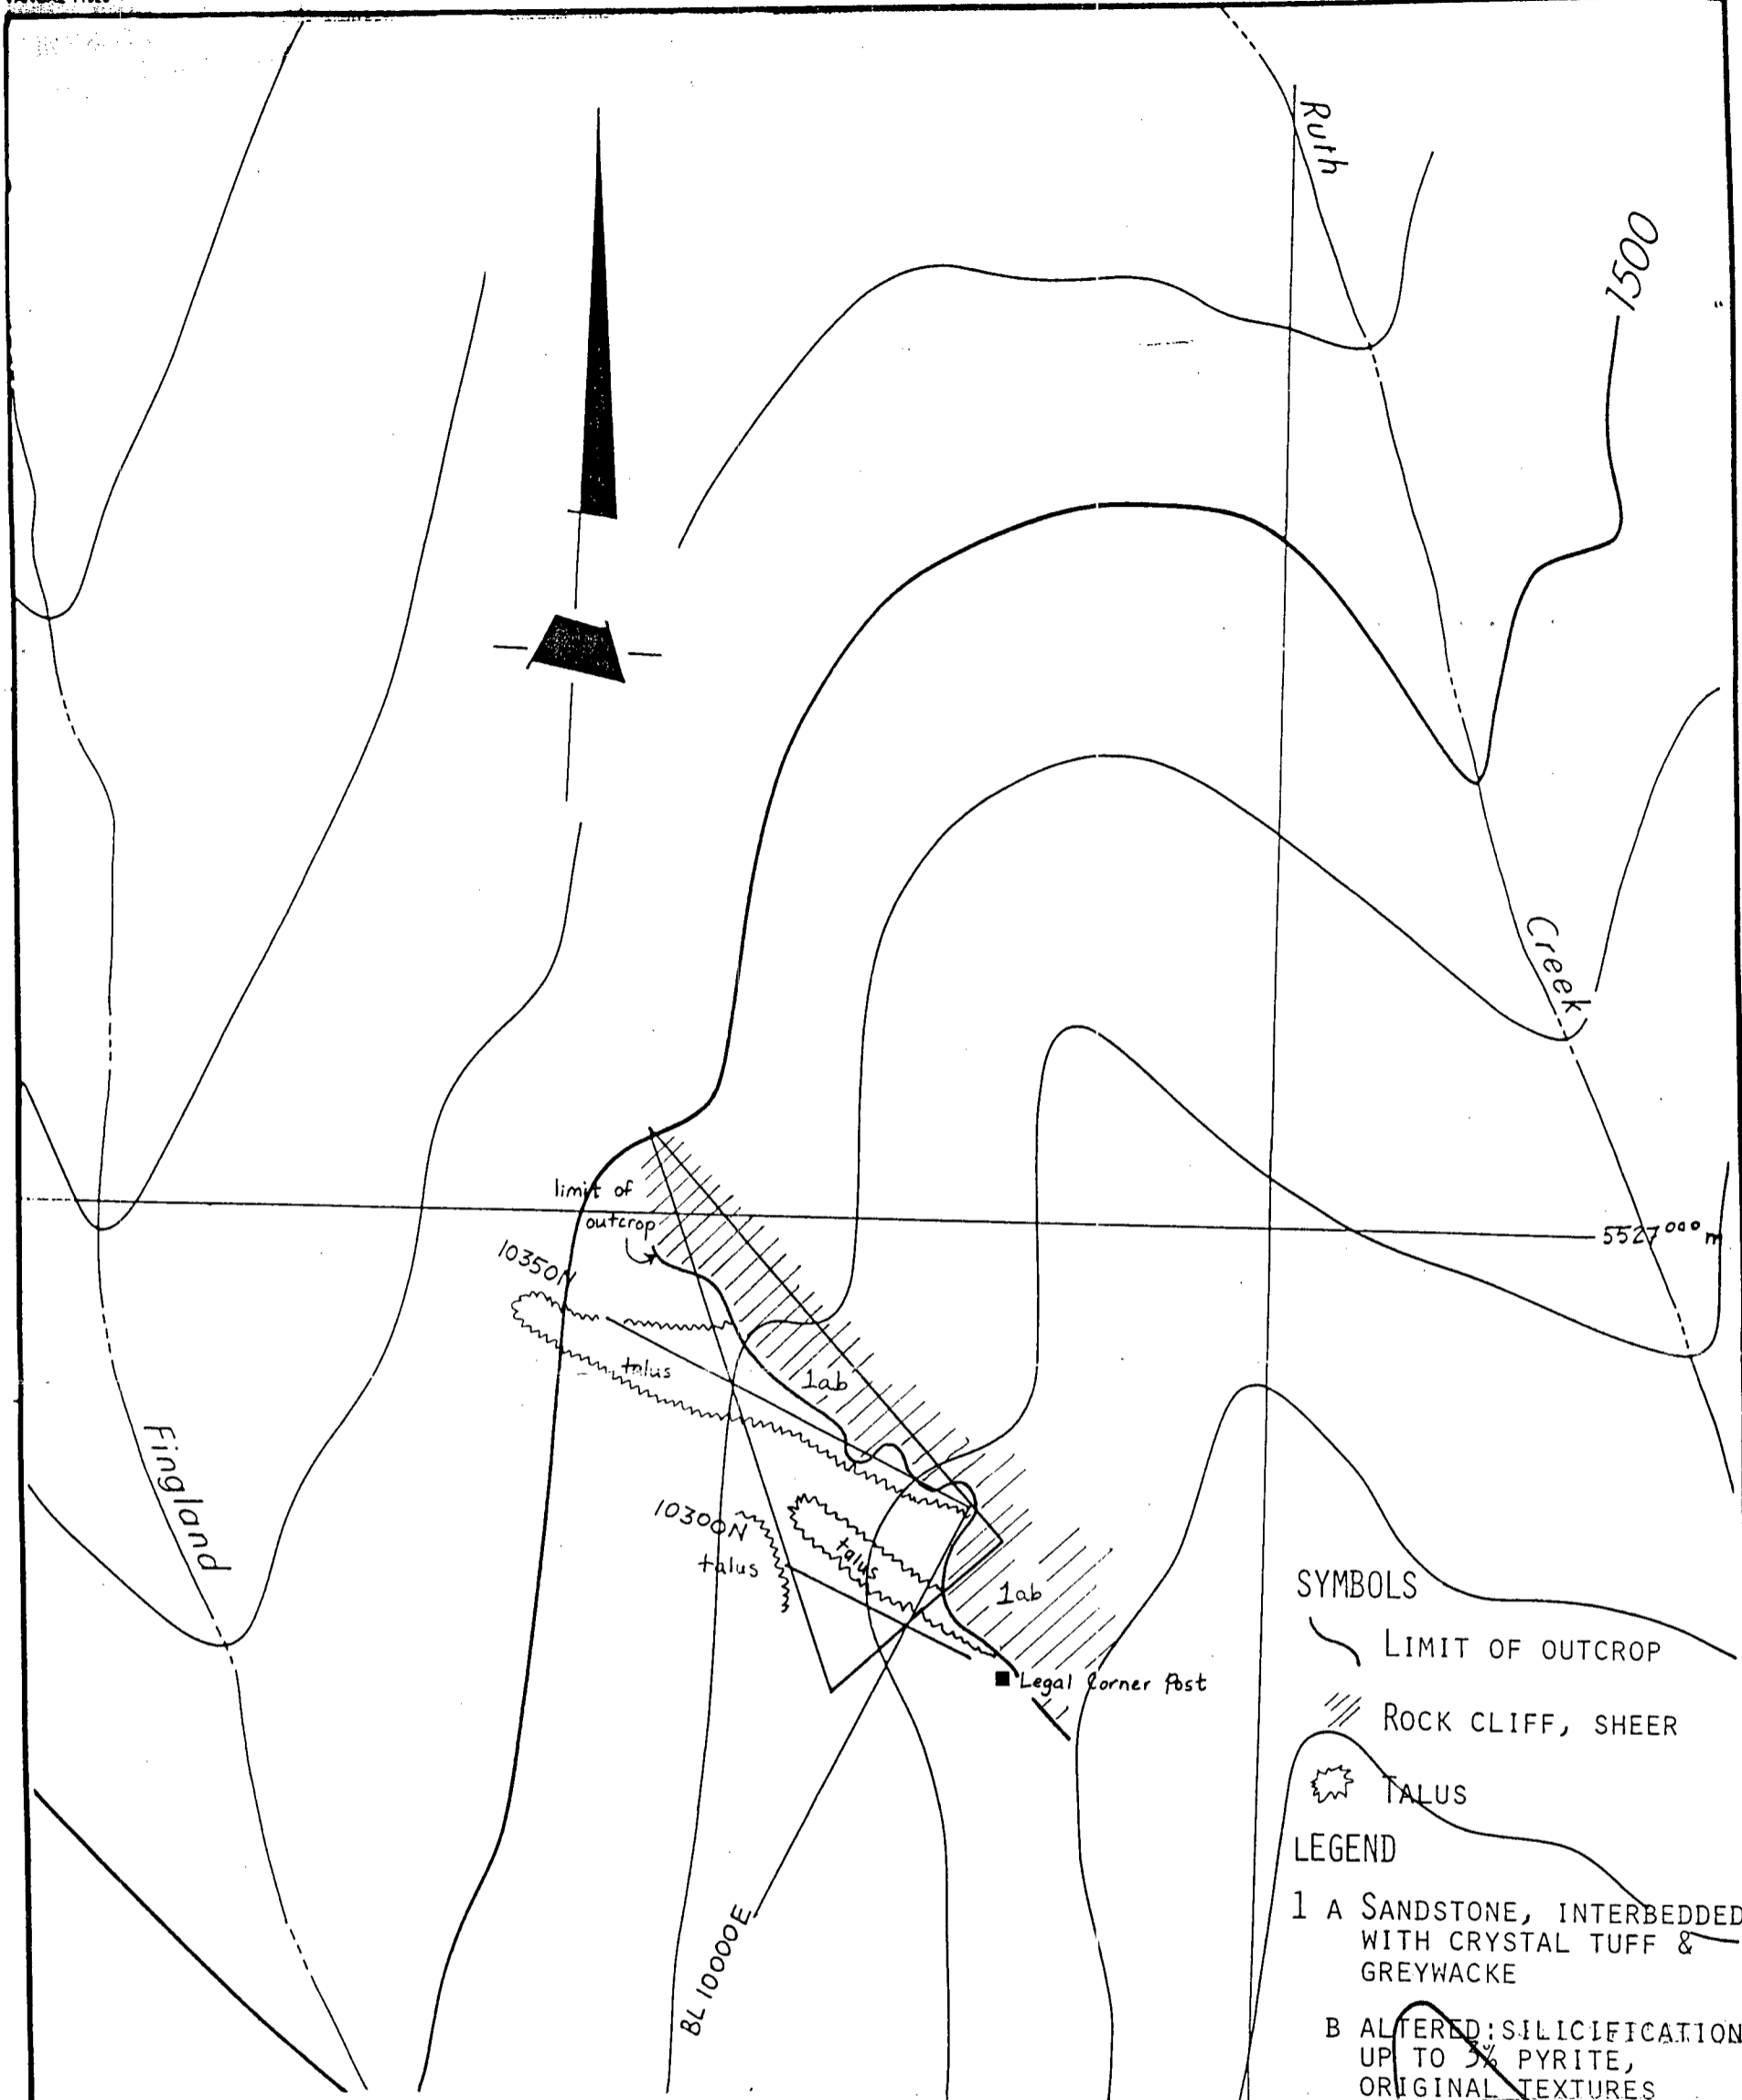 Ruth
1500
Creek
5527000 m
limit of
outcrop
10350N
talus
1ab
Fingland
10300N
talus
talus
1ab
Legal Corner Post
BL 10000E
SYMBOLS
LIMIT OF OUTCROP
ROCK CLIFF, SHEER
TALUS
LEGEND
1 A SANDSTONE, INTERBEDDED
WITH CRYSTAL TUFF &
GREYWACKE
B ALTERED: SILICIFICATION
UP TO 3% PYRITE,
ORIGINAL TEXTURES